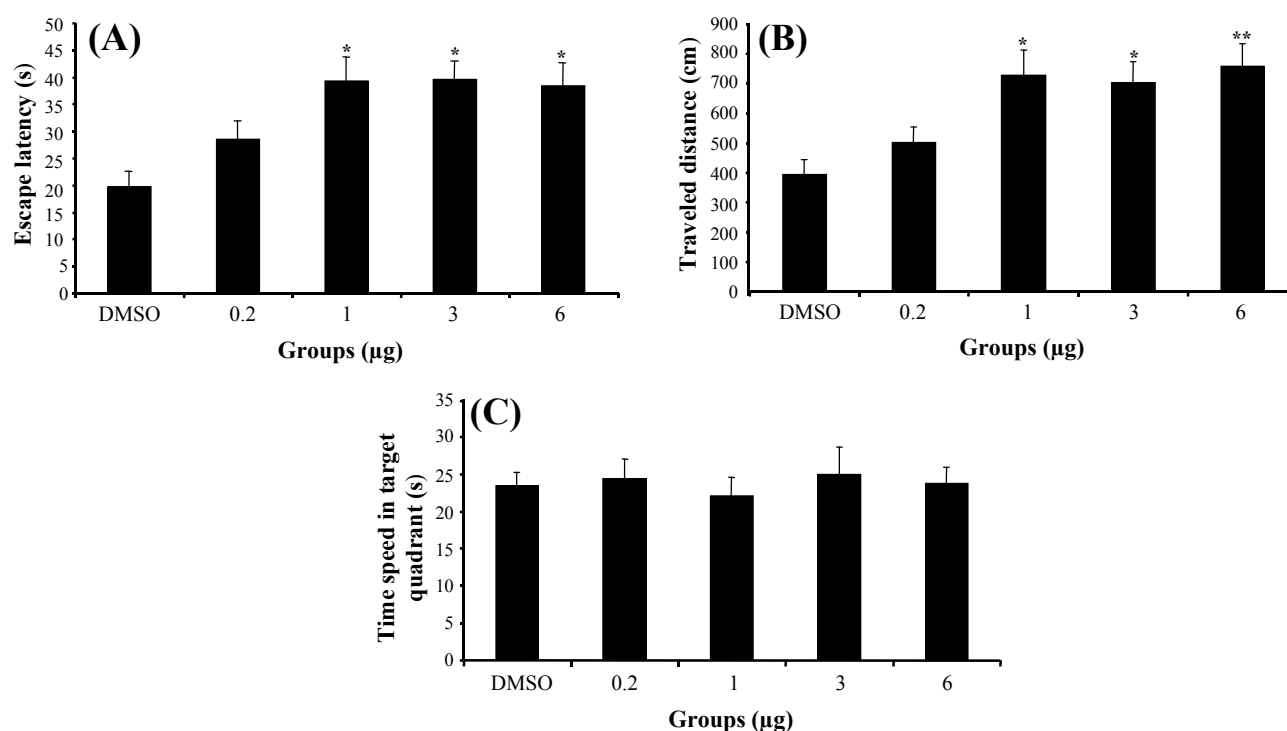 (A)
Escape latency (s)
50
45
40
35
30
25
20
15
10
5
0
*
*
*
DMSO 0.2 1 3 6
Groups (µg)
(B)
Traveled distance (cm)
900
800
700
600
500
400
300
200
100
0
*
*
**
DMSO 0.2 1 3 6
Groups (µg)
(C)
Time speed in target
quadrant (s)
35
30
25
20
15
10
5
0
DMSO 0.2 1 3 6
Groups (µg)